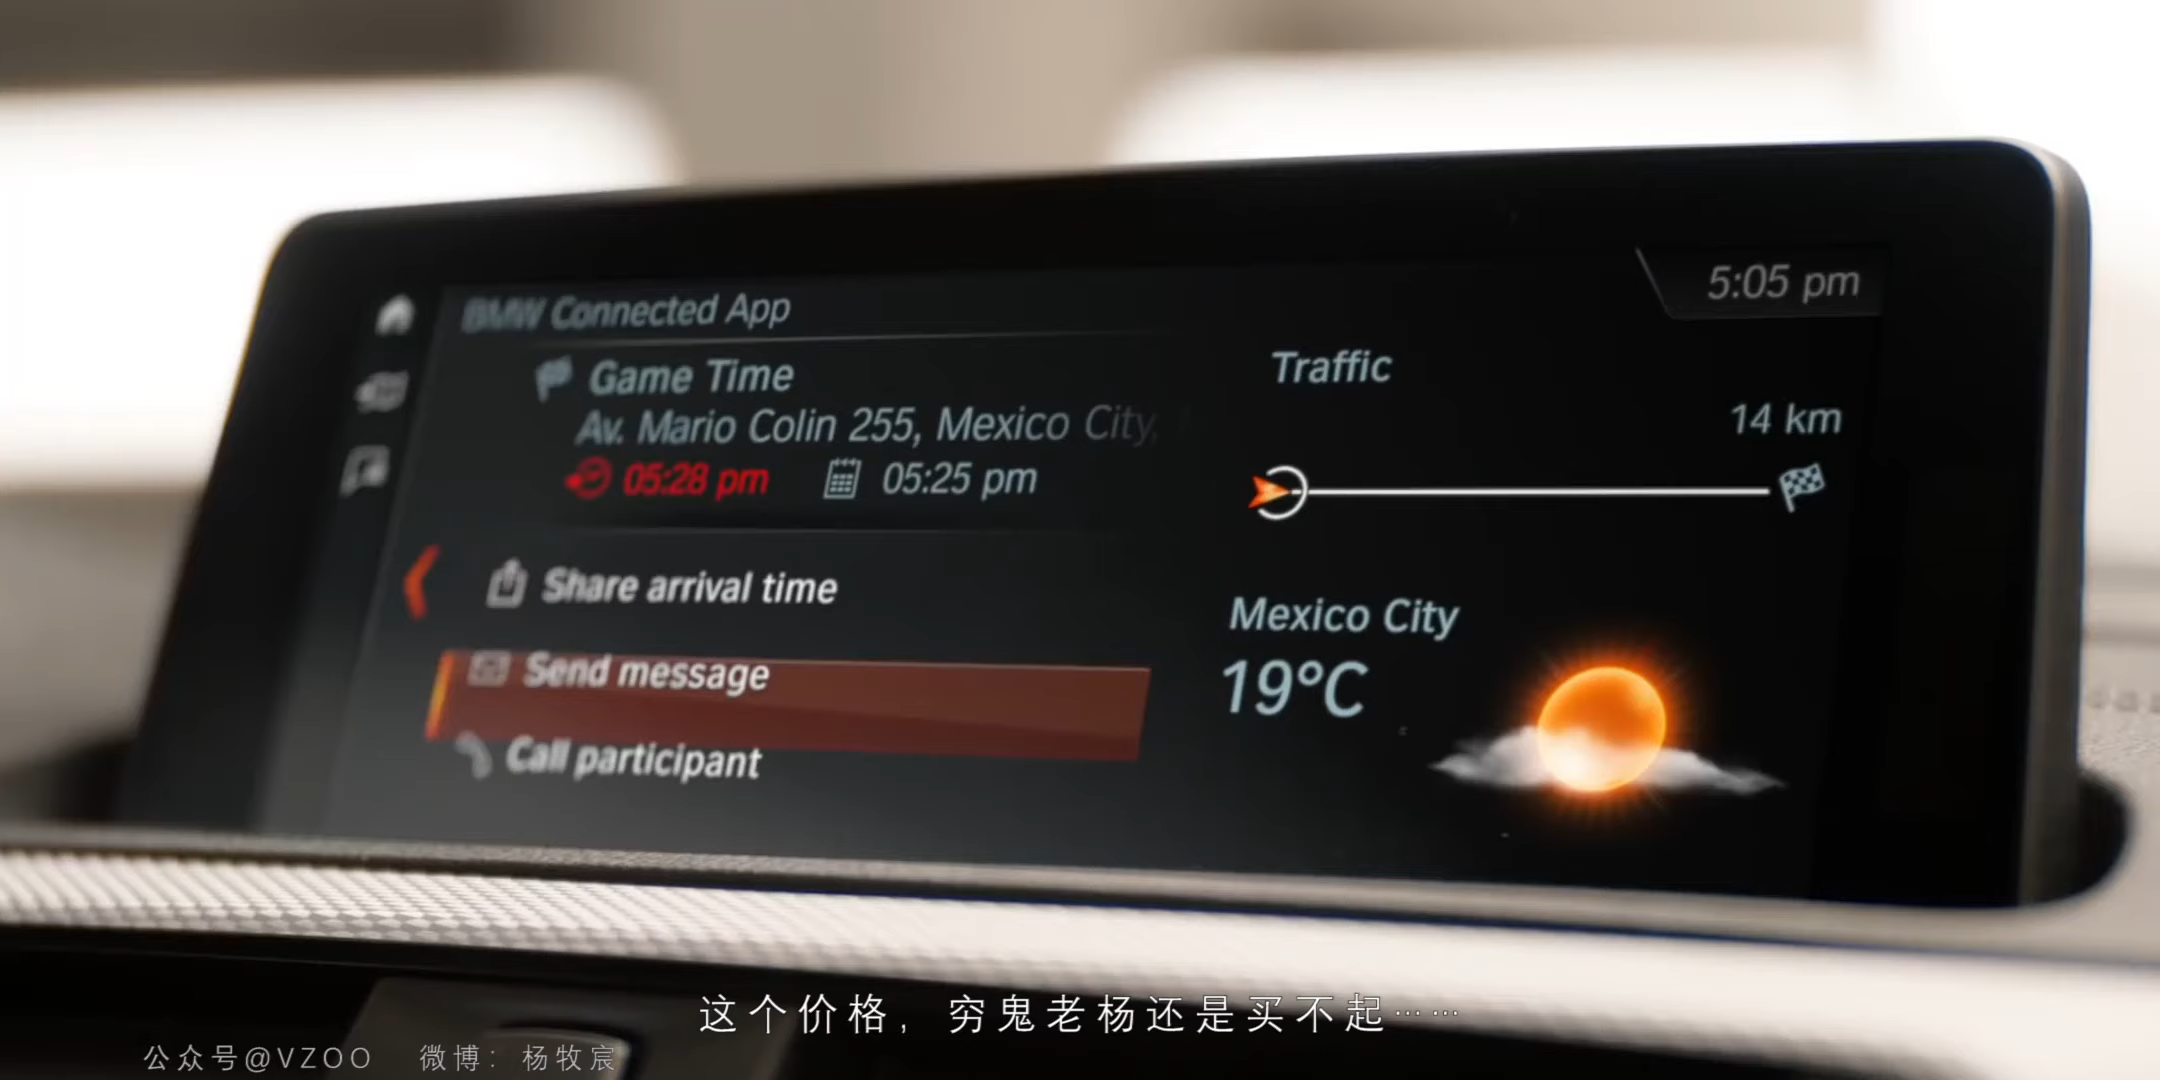 5:05 pm
BMW Connected App
Game Time
Av. Mario Colin 255, Mexico City,
05:28 pm 05:25 pm
Share arrival time
Send message
Call participant
Traffic
14 km
Mexico City
19°C
这个价格，穷鬼老杨还是买不起……
公众号@VZOO 微博：杨牧宸